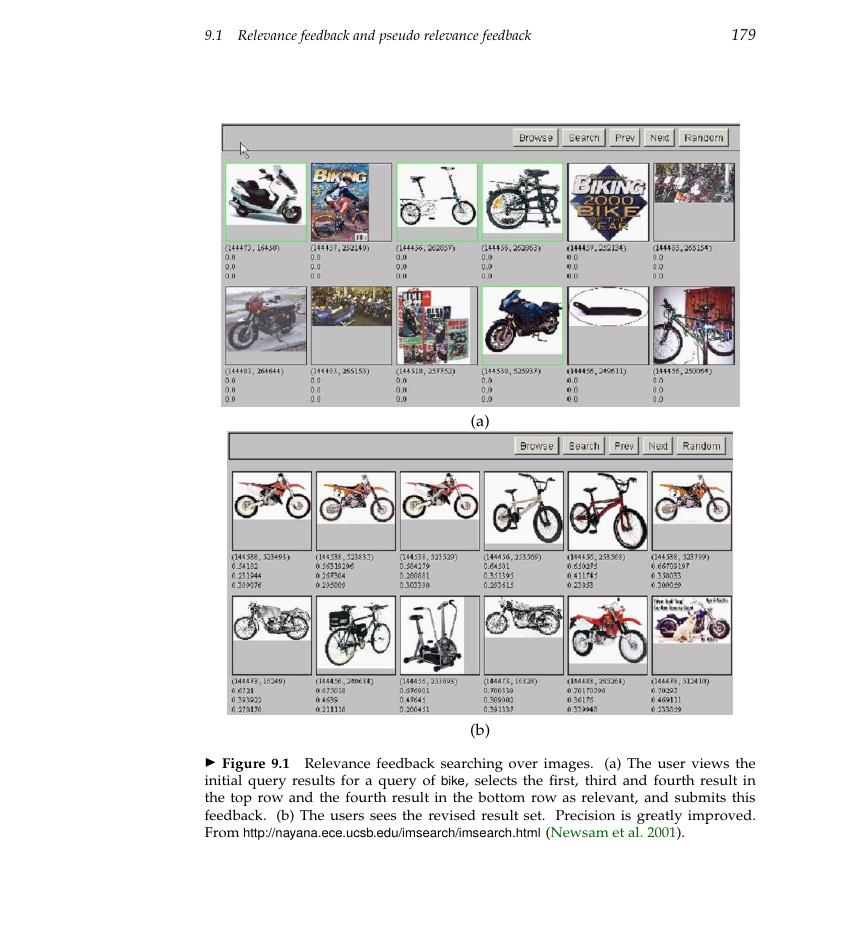 9.1 Relevance feedback and pseudo relevance feedback 179
Browse Search Prev Next Random
BIKING
BIKING
2000
BIKE
OF THE
YEAR
(144473, 16458) (144457, 252140) (144456, 262857) (144456, 262863) (144457, 252134) (144483, 265154)
0.0 0.0 0.0 0.0 0.0 0.0
0.0 0.0 0.0 0.0 0.0 0.0
0.0 0.0 0.0 0.0 0.0 0.0
BIKE
(144483, 264644) (144483, 265153) (144518, 257752) (144538, 525937) (144456, 249611) (144456, 250064)
0.0 0.0 0.0 0.0 0.0 0.0
0.0 0.0 0.0 0.0 0.0 0.0
0.0 0.0 0.0 0.0 0.0 0.0
(a)
Browse Search Prev Next Random
(144538, 523493) (144538, 523835) (144538, 523529) (144456, 253569) (144456, 253568) (144538, 523799)
0.54182 0.56319296 0.584279 0.64501 0.650275 0.66709197
0.231944 0.267304 0.280881 0.351395 0.411745 0.358033
0.309876 0.295889 0.303398 0.293615 0.23853 0.309059
(144473, 16249) (144456, 249634) (144456, 253693) (144473, 16328) (144483, 265264) (144478, 512410)
0.6721 0.675018 0.676901 0.700339 0.70170796 0.70297
0.393922 0.4639 0.47645 0.309002 0.36176 0.469111
0.278178 0.211118 0.200451 0.391337 0.339948 0.233859
(b)
► Figure 9.1 Relevance feedback searching over images. (a) The user views the
initial query results for a query of bike, selects the first, third and fourth result in
the top row and the fourth result in the bottom row as relevant, and submits this
feedback. (b) The users sees the revised result set. Precision is greatly improved.
From http://nayana.ece.ucsb.edu/imsearch/imsearch.html (Newsam et al. 2001).